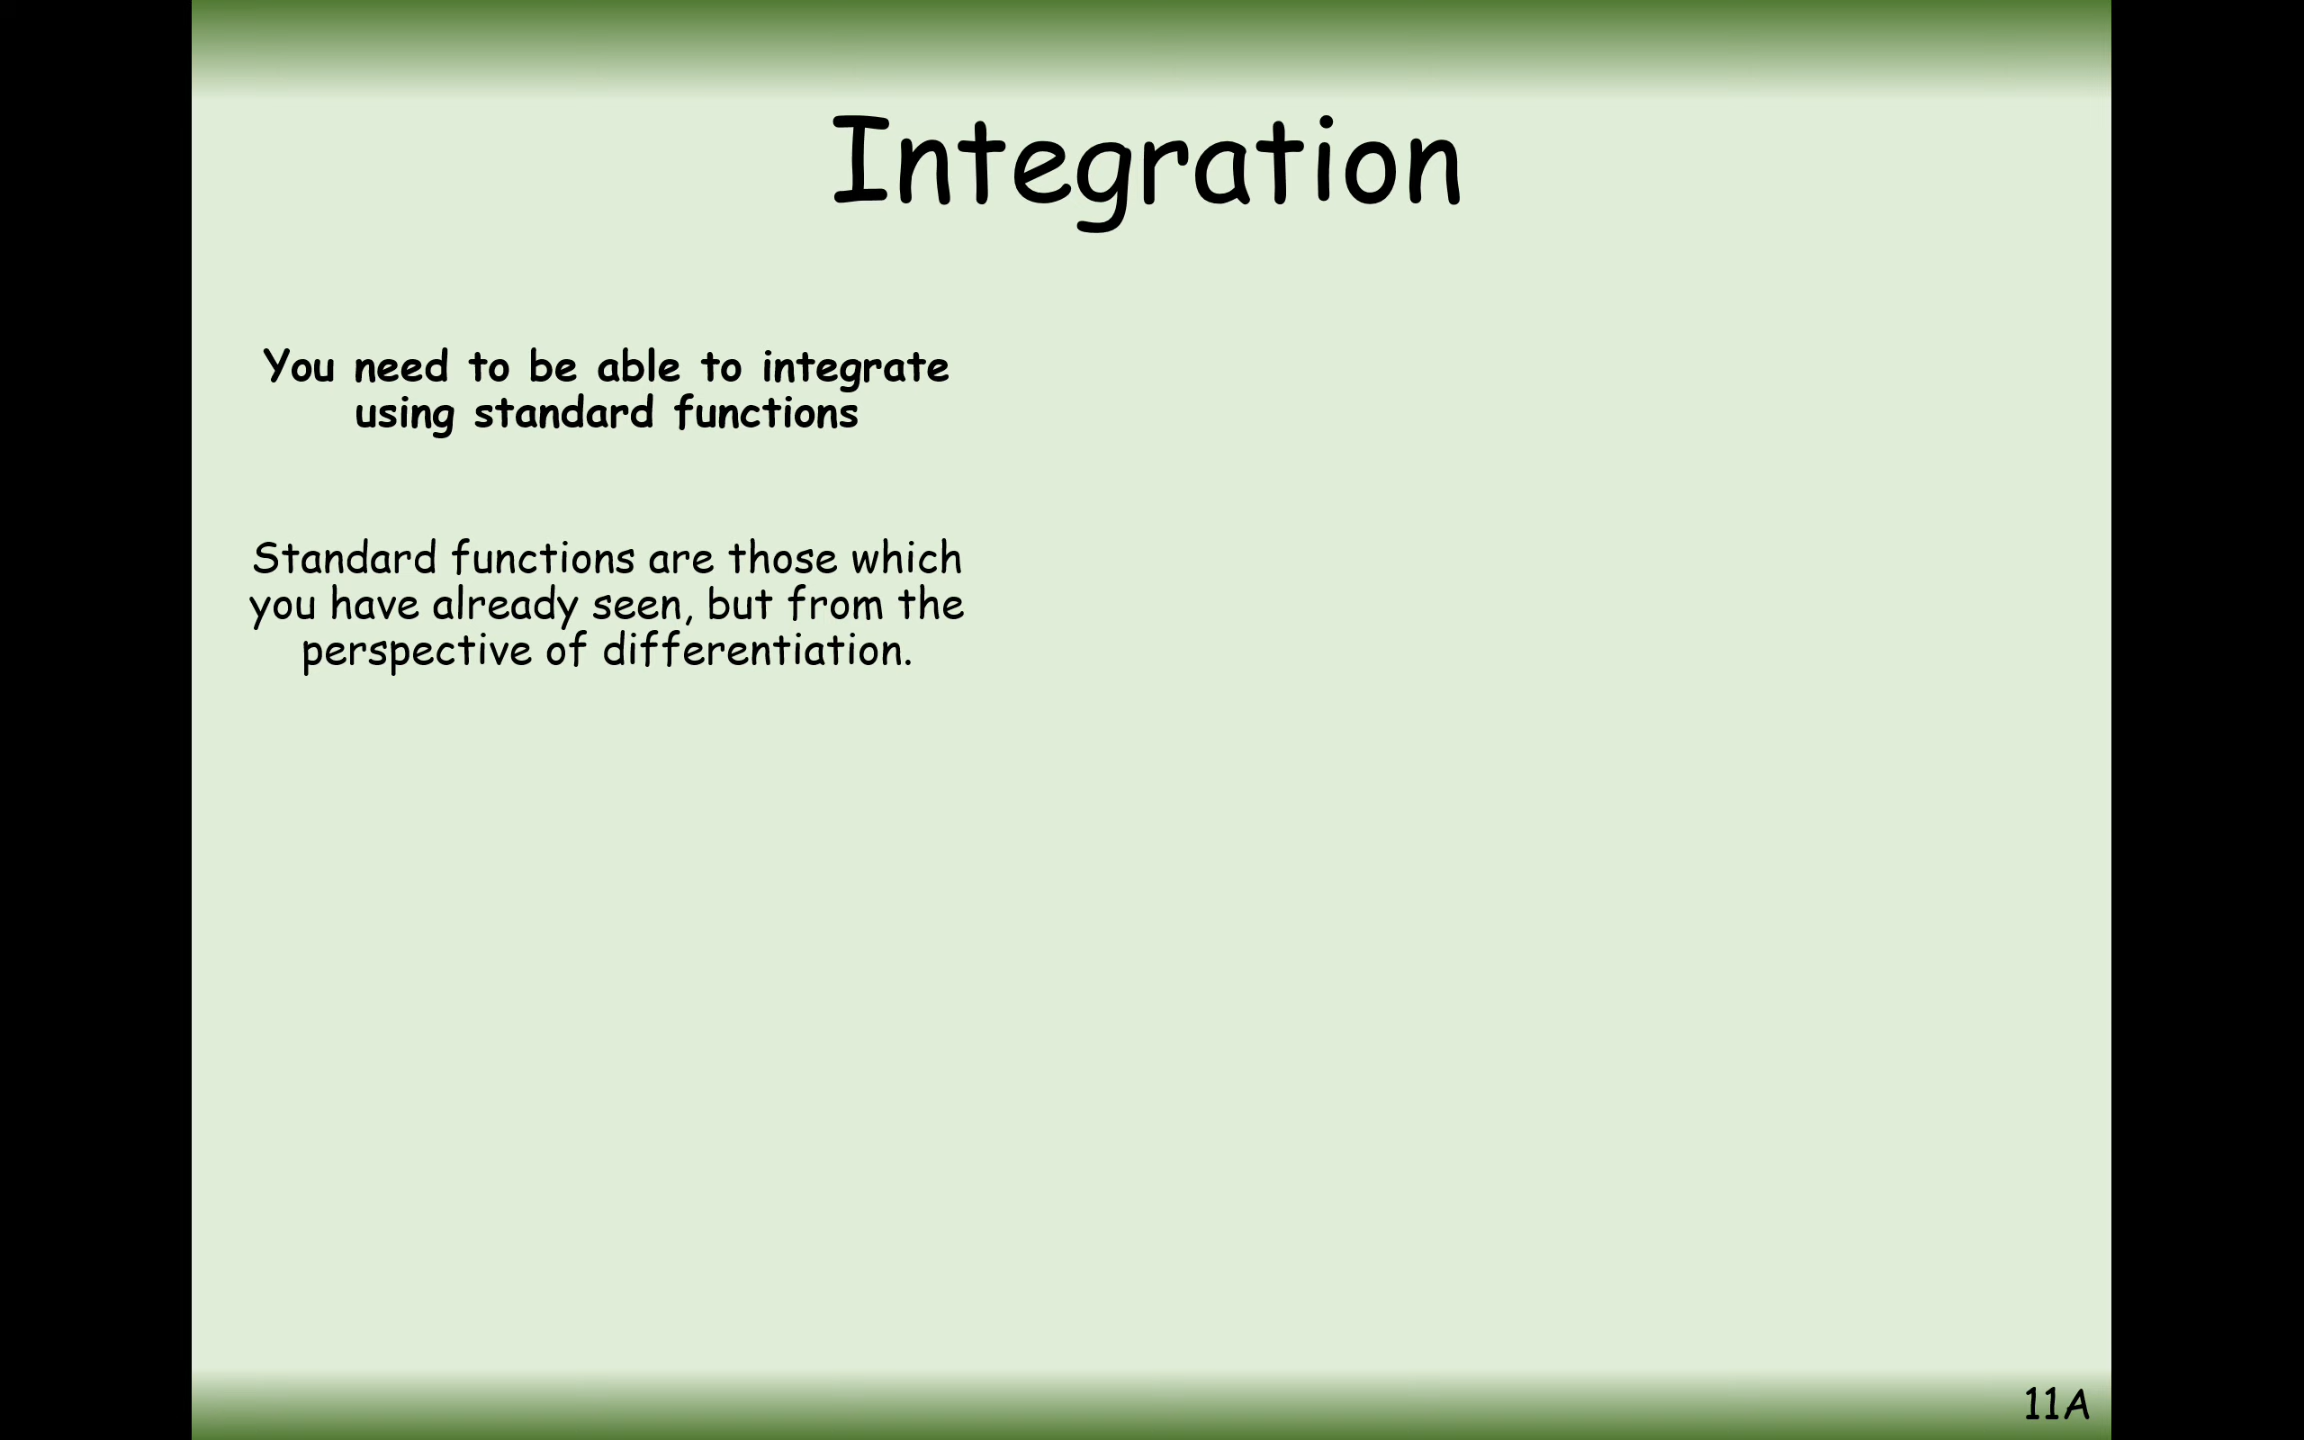 Integration
You need to be able to integrate
using standard functions
Standard functions are those which
you have already seen, but from the
perspective of differentiation.
11A